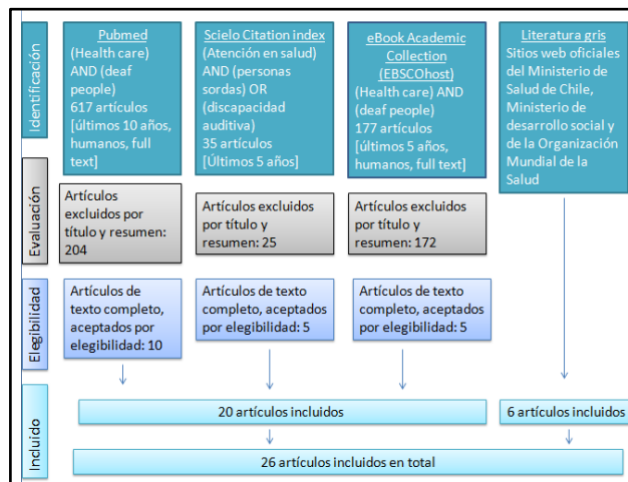 Identificación
Pubmed
(Health care)
AND (deaf
people)
617 artículos
[últimos 10 años,
humanos, full
text]
Scielo Citation index
(Atención en salud)
AND (personas
sordas) OR
(discapacidad
auditiva)
35 artículos
[Últimos 5 años]
eBook Academic
Collection
(EBSCOhost)
(Health care) AND
(deaf people)
177 artículos
[últimos 5 años,
humanos, full text]
Literatura gris
Sitios web oficiales
del Ministerio de
Salud de Chile,
Ministerio de
desarrollo social y
de la Organización
Mundial de la
Salud
Evaluación
Artículos
excluidos por
título y resumen:
204
Artículos excluidos
por título y
resumen: 25
Artículos excluidos por
título y
resumen: 172
Elegibilidad
Artículos de
texto completo,
aceptados por
elegibilidad: 10
Artículos de texto
completo, aceptados
por elegibilidad: 5
Artículos de texto
completo, aceptados
por elegibilidad: 5
Incluido
20 artículos incluidos
6 artículos incluidos
26 artículos incluidos en total